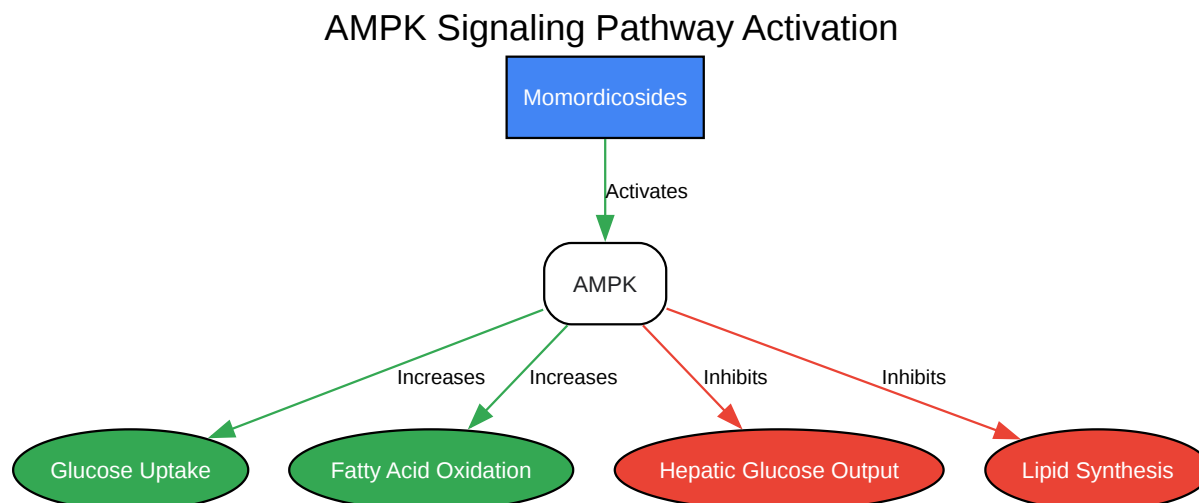 AMPK Signaling Pathway Activation
Momordicosides
Activates
AMPK
Increases
Increases
Inhibits
Inhibits
Glucose Uptake
Fatty Acid Oxidation
Hepatic Glucose Output
Lipid Synthesis